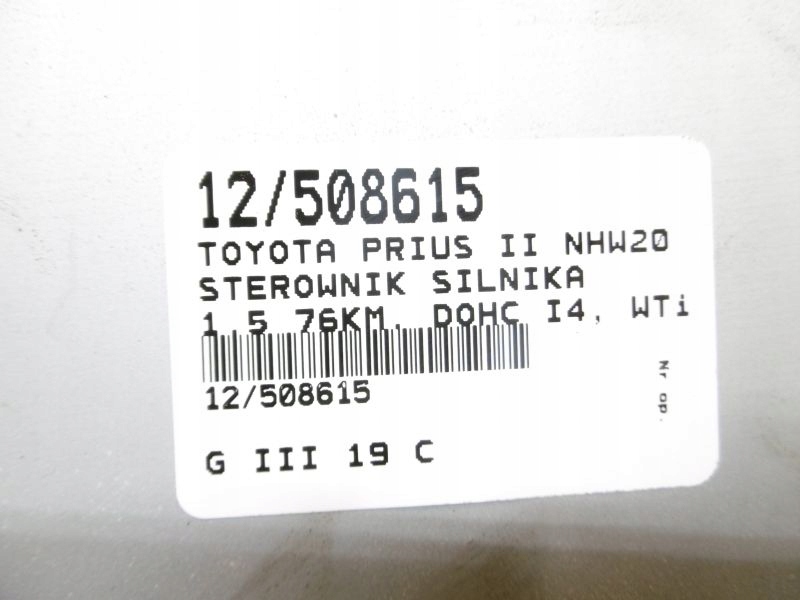 12/508615
TOYOTA PRIUS II NHW20
STEROWNIK SILNIKA
1.5 76KM. DOHC I4, WTi
12/508615
Nr op.
G III 19 C